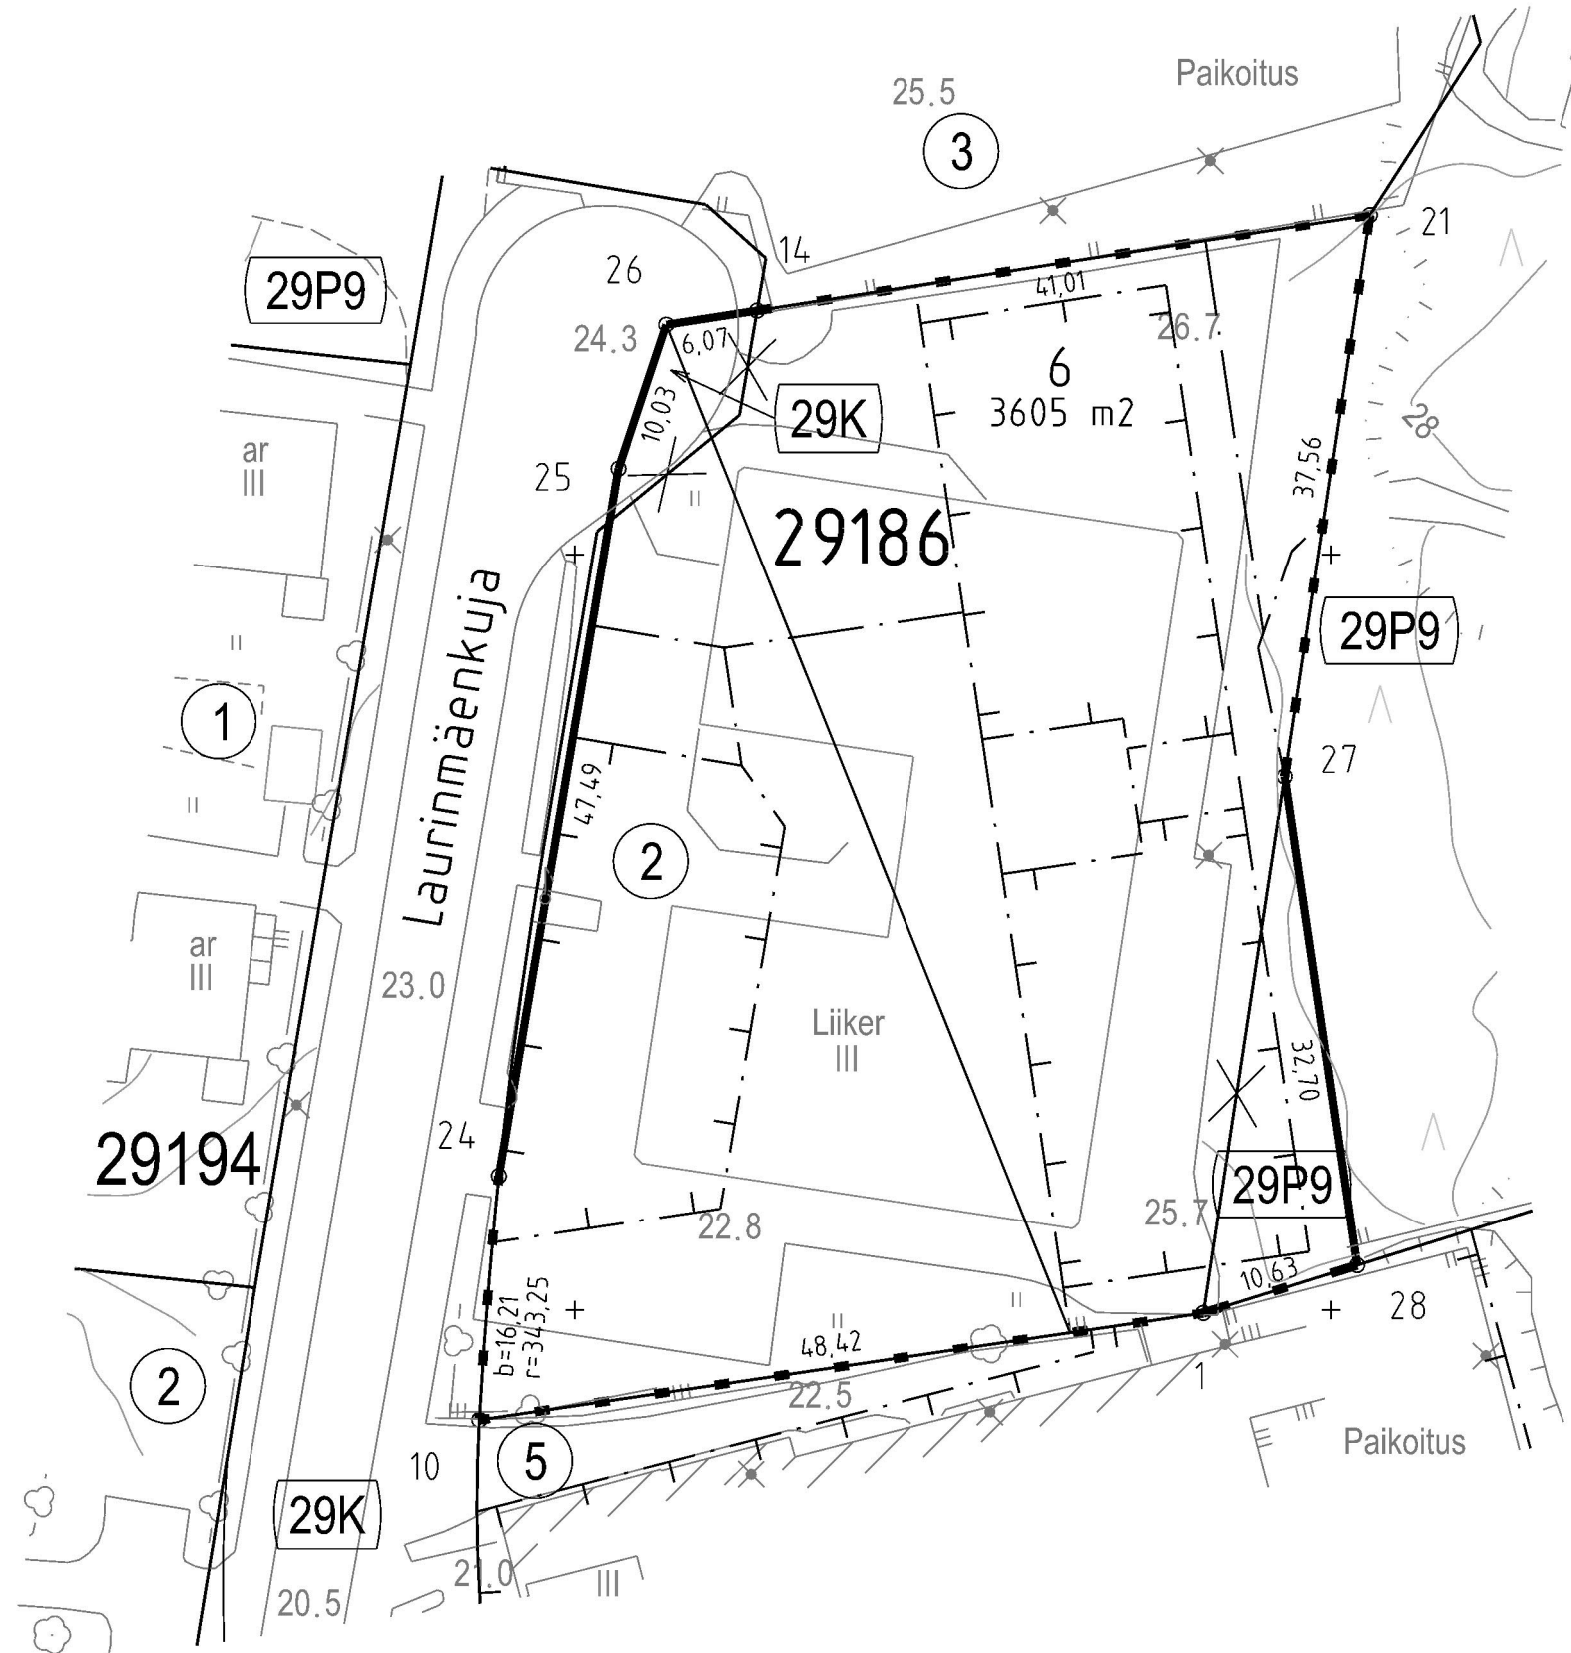 Paikoitus
25.5
3
14
21
26
29P9
24.3
6,07
41,01
26.7
6
3605 m2
10,03
29K
28
ar
III
25
37,56
29186
Laurinmäenkuja
29P9
1
27
47,49
2
ar
III
23.0
Liiker
III
32,70
24
29194
29P9
25.7
22.8
10,63
b=16,21
r=343,25
28
48,42
22.5
1
2
10
5
Paikoitus
29K
21.0
III
20.5